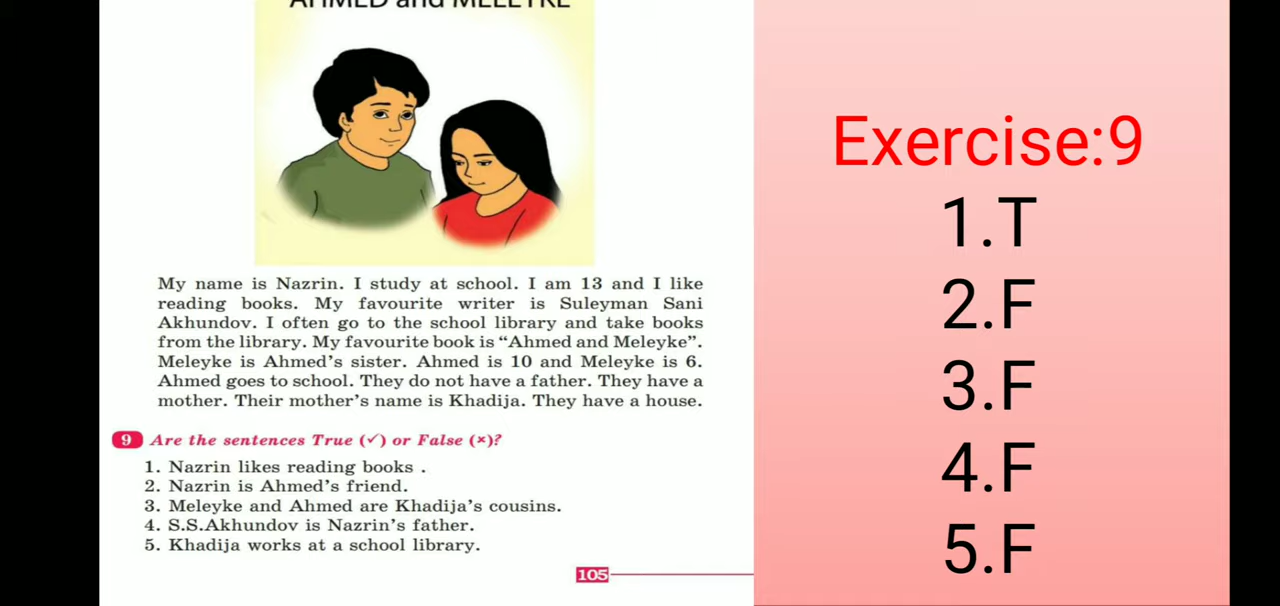 AHMED and MELEYKE
My name is Nazrin. I study at school. I am 13 and I like
reading books. My favourite writer is Suleyman Sani
Akhundov. I often go to the school library and take books
from the library. My favourite book is “Ahmed and Meleyke”.
Meleyke is Ahmed’s sister. Ahmed is 10 and Meleyke is 6.
Ahmed goes to school. They do not have a father. They have a
mother. Their mother’s name is Khadija. They have a house.
9 Are the sentences True (✓) or False (×)?
1. Nazrin likes reading books .
2. Nazrin is Ahmed’s friend.
3. Meleyke and Ahmed are Khadija’s cousins.
4. S.S.Akhundov is Nazrin’s father.
5. Khadija works at a school library.
105
Exercise:9
1.T
2.F
3.F
4.F
5.F